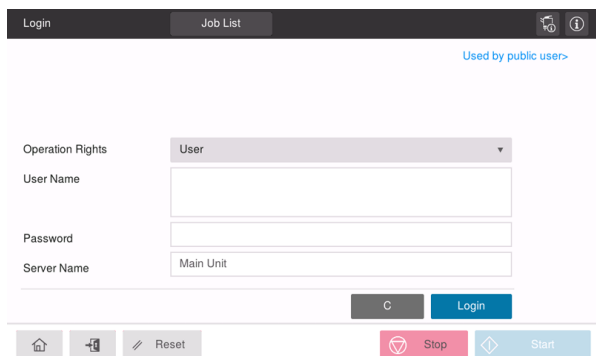 Login
Job List
Used by public user>
Operation Rights
User
User Name
Password
Server Name
Main Unit
C
Login
Reset
Stop
Start